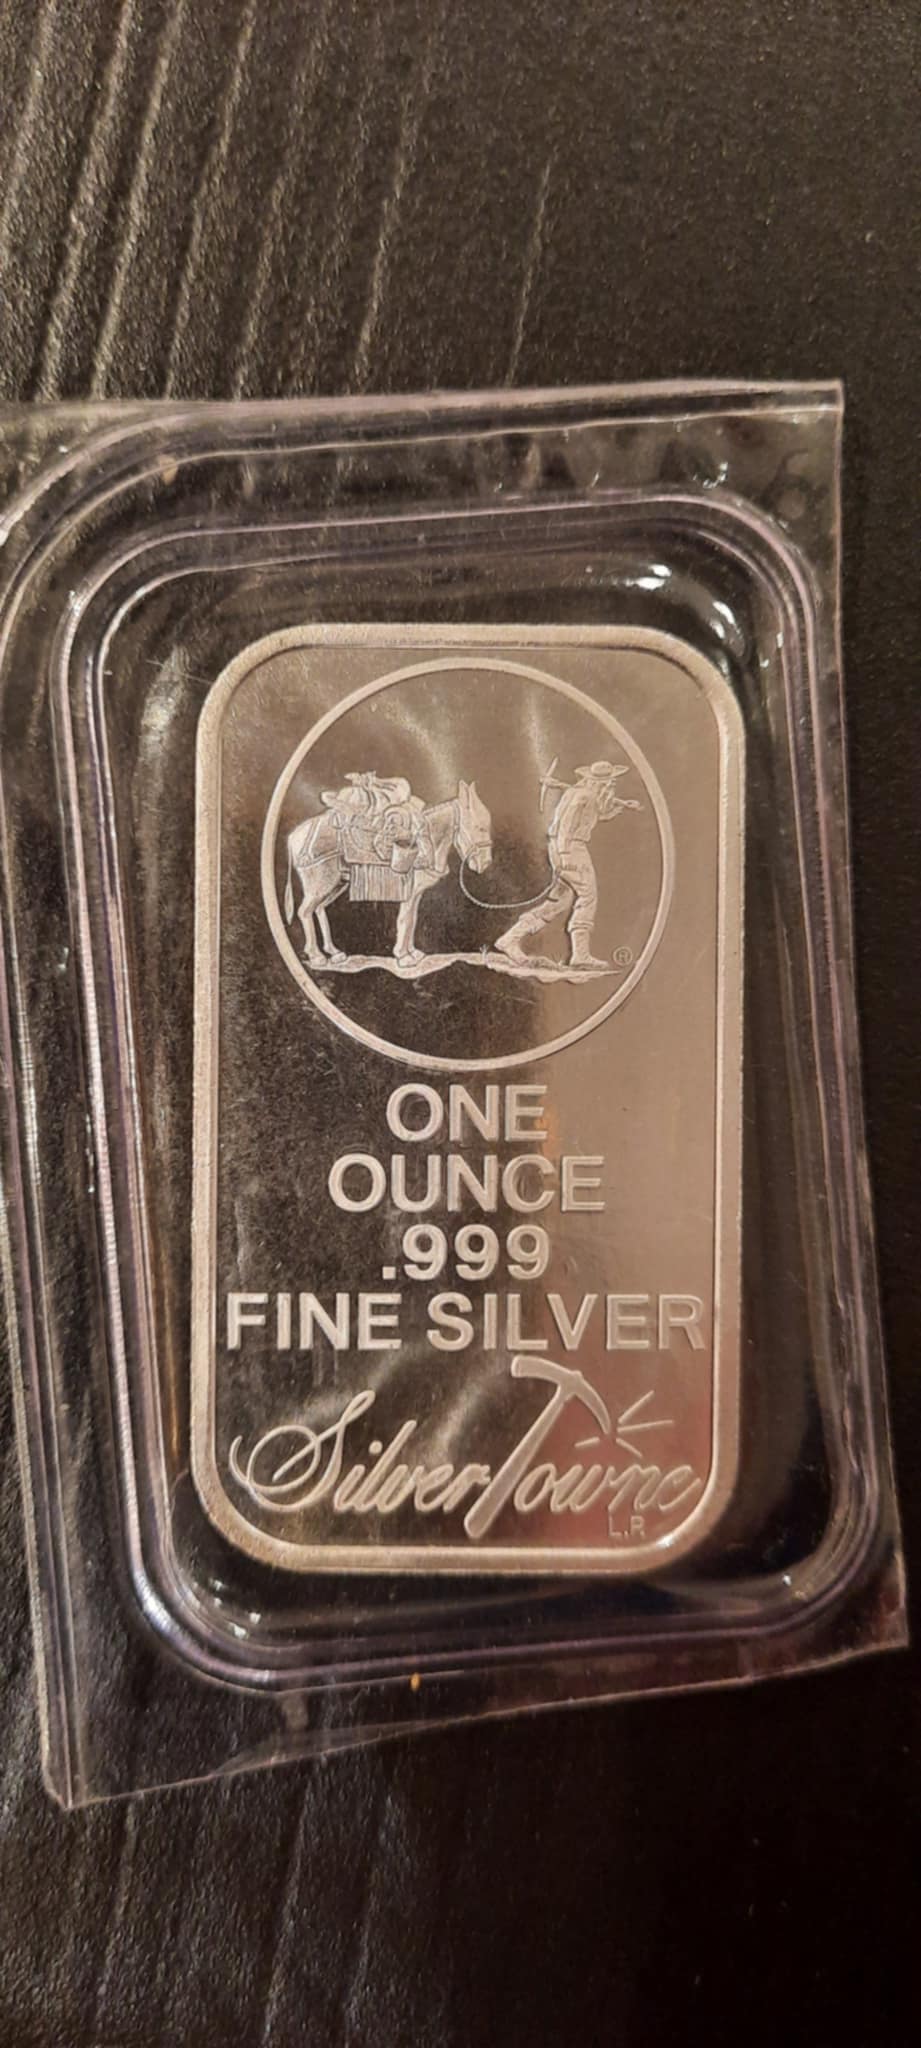 ®
ONE
OUNCE
.999
FINE SILVER
SilverTowne
L.R